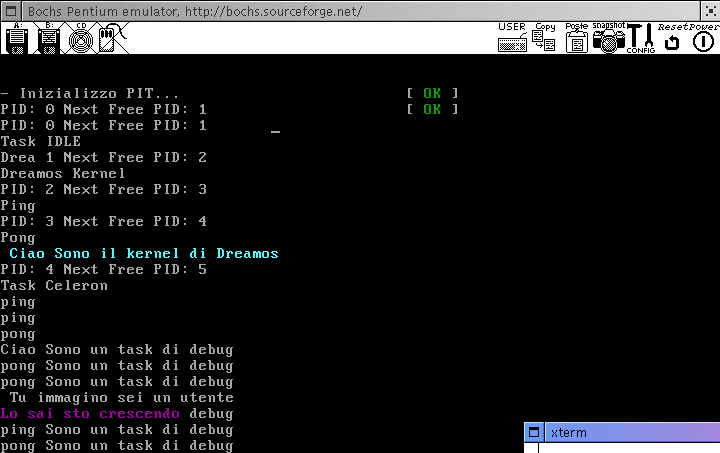 Bochs Pentium emulator, http://bochs.sourceforge.net/
A: B: CD USER Copy Poste snapshot CONFIG Reset Power
- Inizializzo PIT... [ OK ]
PID: 0 Next Free PID: 1 [ OK ]
PID: 0 Next Free PID: 1
_
Task IDLE
Drea 1 Next Free PID: 2
Dreamos Kernel
PID: 2 Next Free PID: 3
Ping
PID: 3 Next Free PID: 4
Pong
Ciao Sono il kernel di Dreamos
PID: 4 Next Free PID: 5
Task Celeron
ping
ping
pong
Ciao Sono un task di debug
pong Sono un task di debug
pong Sono un task di debug
Tu immagino sei un utente
Lo sai sto crescendo debug
ping Sono un task di debug
pong Sono un task di debug
xterm